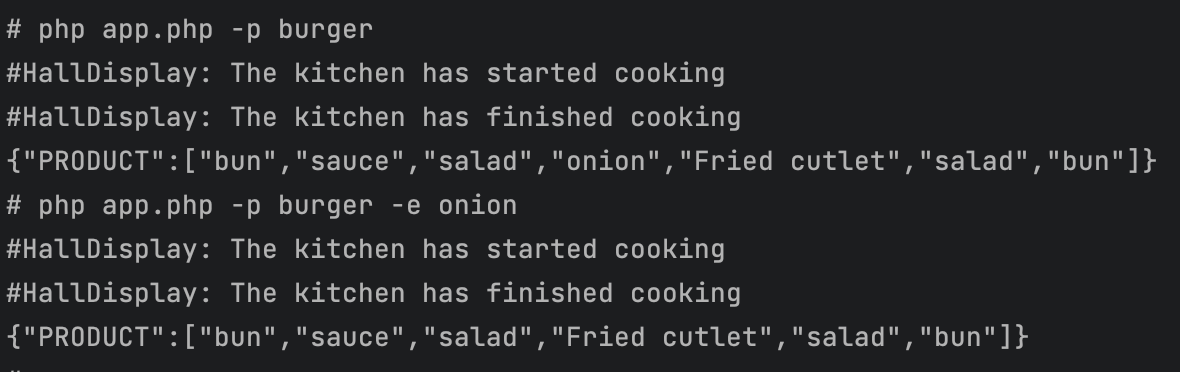 # php app.php -p burger
#HallDisplay: The kitchen has started cooking
#HallDisplay: The kitchen has finished cooking
{"PRODUCT":["bun","sauce","salad","onion","Fried cutlet","salad","bun"]}
# php app.php -p burger -e onion
#HallDisplay: The kitchen has started cooking
#HallDisplay: The kitchen has finished cooking
{"PRODUCT":["bun","sauce","salad","Fried cutlet","salad","bun"]}